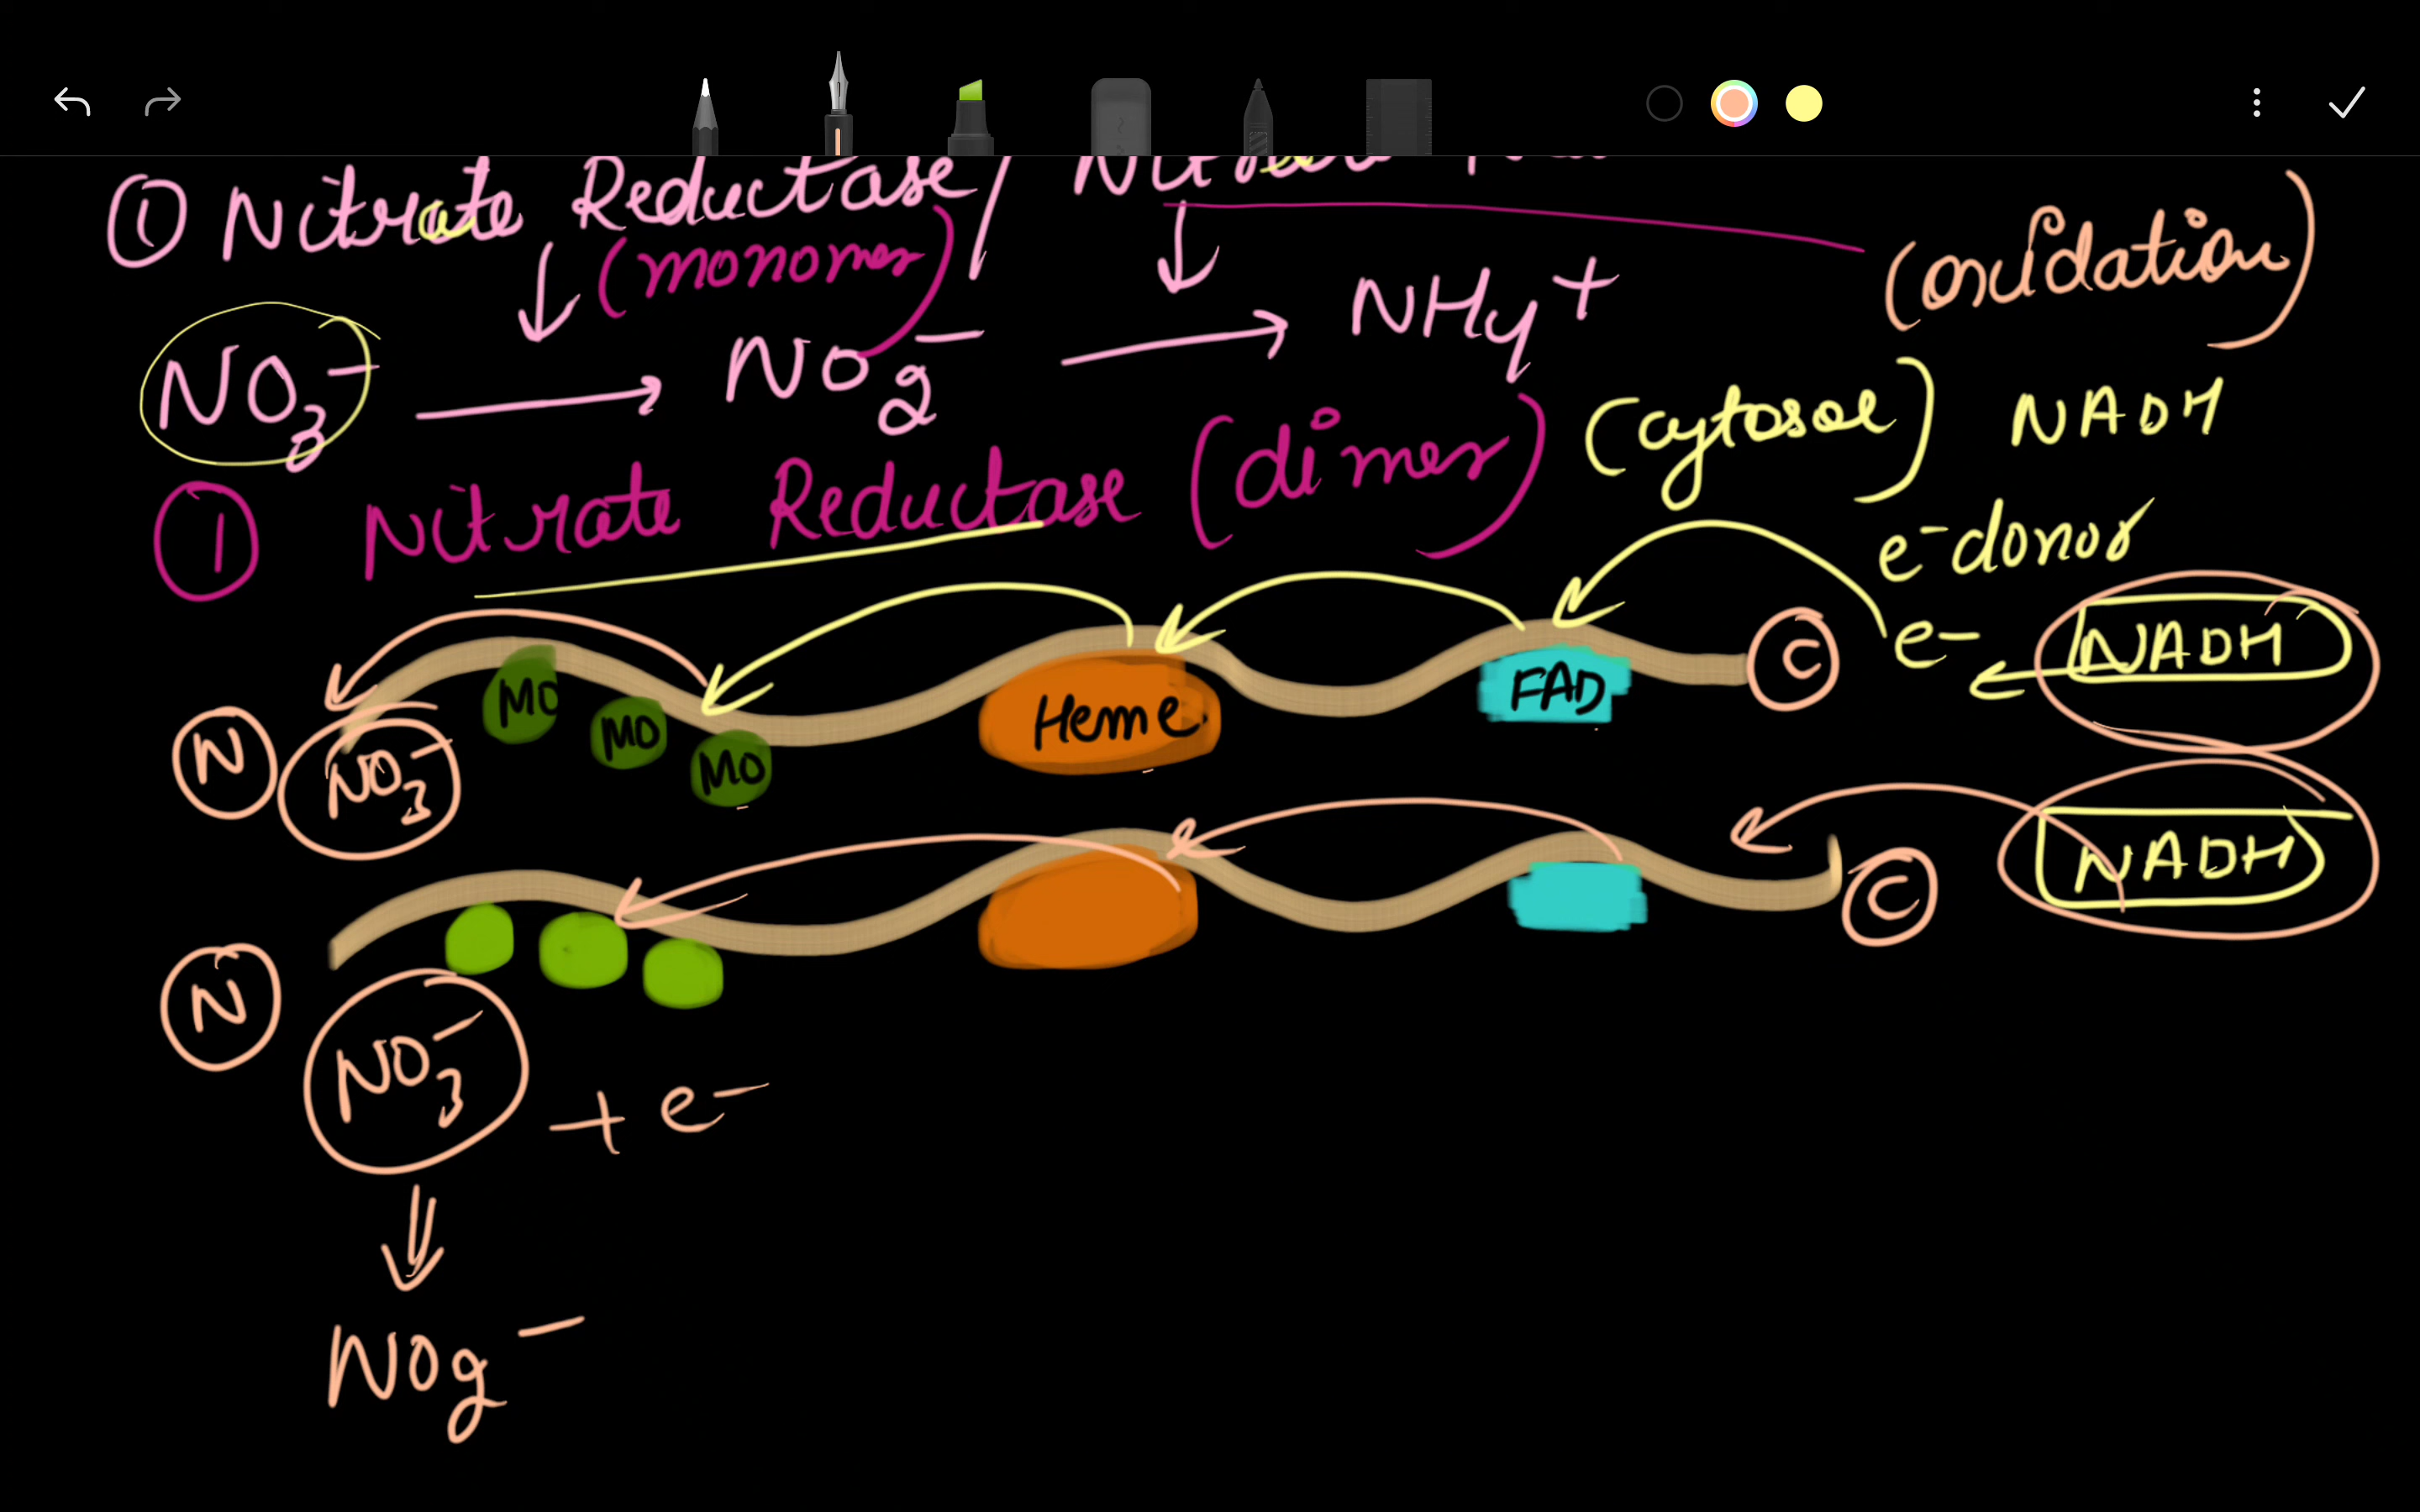 ① Nitrate Reductase /
(monomer)
(oxidation)
NO3- → NO2- → NHy+
(cytosol) NADH
① Nitrate Reductase (dimer)
e- donor
C e- NADH
N NO3- MO MO MO Heme FAD
C NADH
N
NO3- + e-
NO2-